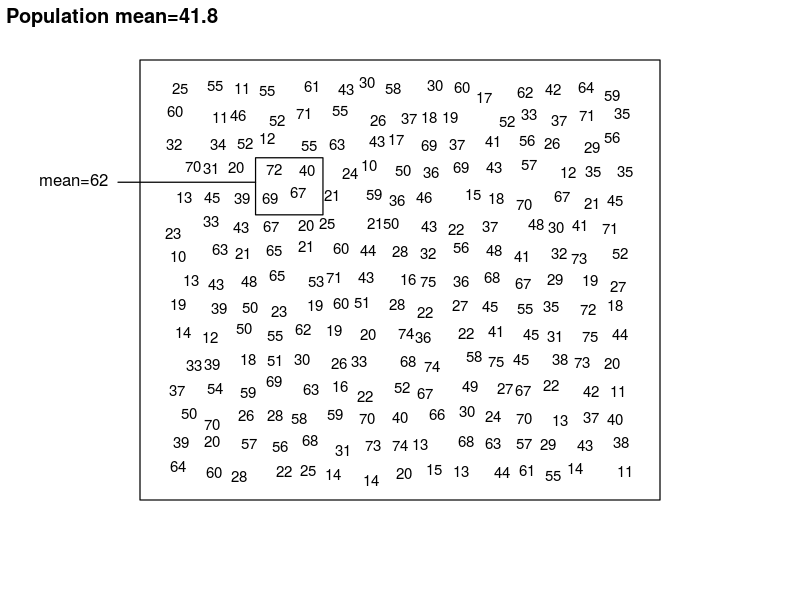 Population mean=41.8
25 55 11 55 61 43 30 58 30 60 17 62 42 64 59
60 11 46 52 71 55 26 37 18 19 52 33 37 71 35
32 34 52 12 55 63 43 17 69 37 41 56 26 29 56
70 31 20 72 40 24 10 50 36 69 43 57 12 35 35
mean=62
13 45 39 69 67 21 59 36 46 15 18 70 67 21 45
23 33 43 67 20 25 21 50 43 22 37 48 30 41 71
10 63 21 65 21 60 44 28 32 56 48 41 32 73 52
13 43 48 65 53 71 43 16 75 36 68 67 29 19 27
19 39 50 23 19 60 51 28 22 27 45 55 35 72 18
14 12 50 55 62 19 20 74 36 22 41 45 31 75 44
33 39 18 51 30 26 33 68 74 58 75 45 38 73 20
37 54 59 69 63 16 22 52 67 49 27 67 22 42 11
50 70 26 28 58 59 70 40 66 30 24 70 13 37 40
39 20 57 56 68 31 73 74 13 68 63 57 29 43 38
64 60 28 22 25 14 14 20 15 13 44 61 55 14 11